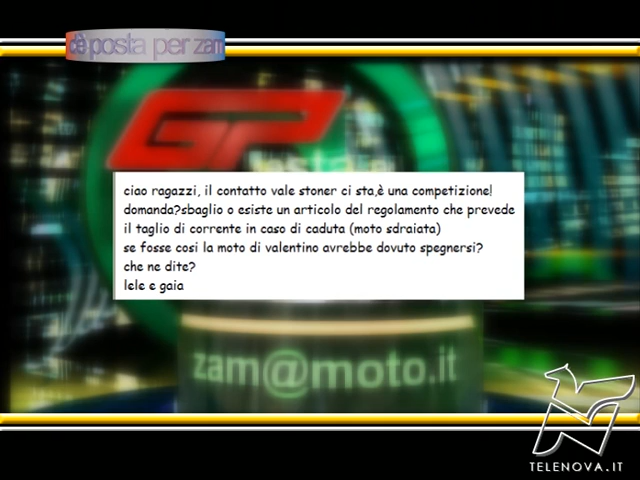 c'è posta per zam
GP
ciao ragazzi, il contatto vale stoner ci sta,è una competizione!
domanda?sbaglio o esiste un articolo del regolamento che prevede
il taglio di corrente in caso di caduta (moto sdraiata)
se fosse cosi la moto di valentino avrebbe dovuto spegnersi?
che ne dite?
lele e gaia
zam@moto.it
TELENOVA.IT